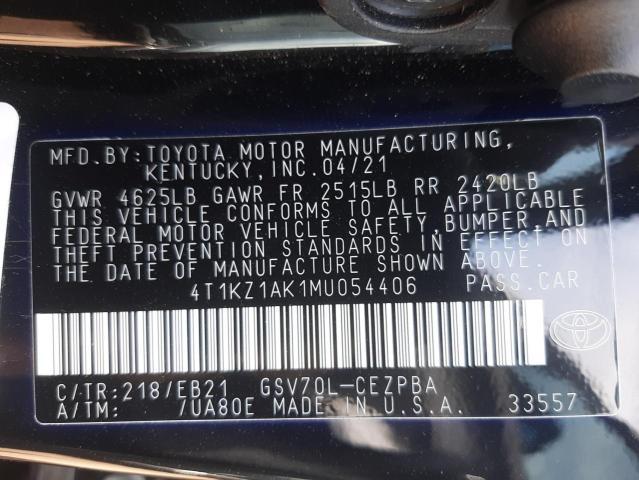 MFD.BY:TOYOTA MOTOR MANUFACTURING,
KENTUCKY,INC.04/21
GVWR 4625LB GAWR FR 2515LB RR 2420LB
THIS VEHICLE CONFORMS TO ALL APPLICABLE
FEDERAL MOTOR VEHICLE SAFETY,BUMPER,AND
THEFT PREVENTION STANDARDS IN EFFECT ON
THE DATE OF MANUFACTURE SHOWN ABOVE.
4T1KZ1AK1MU054406 PASS.CAR
C/TR:218/EB21 GSV70L-CEZPBA
A/TM: /UA80E MADE IN U.S.A. 33557